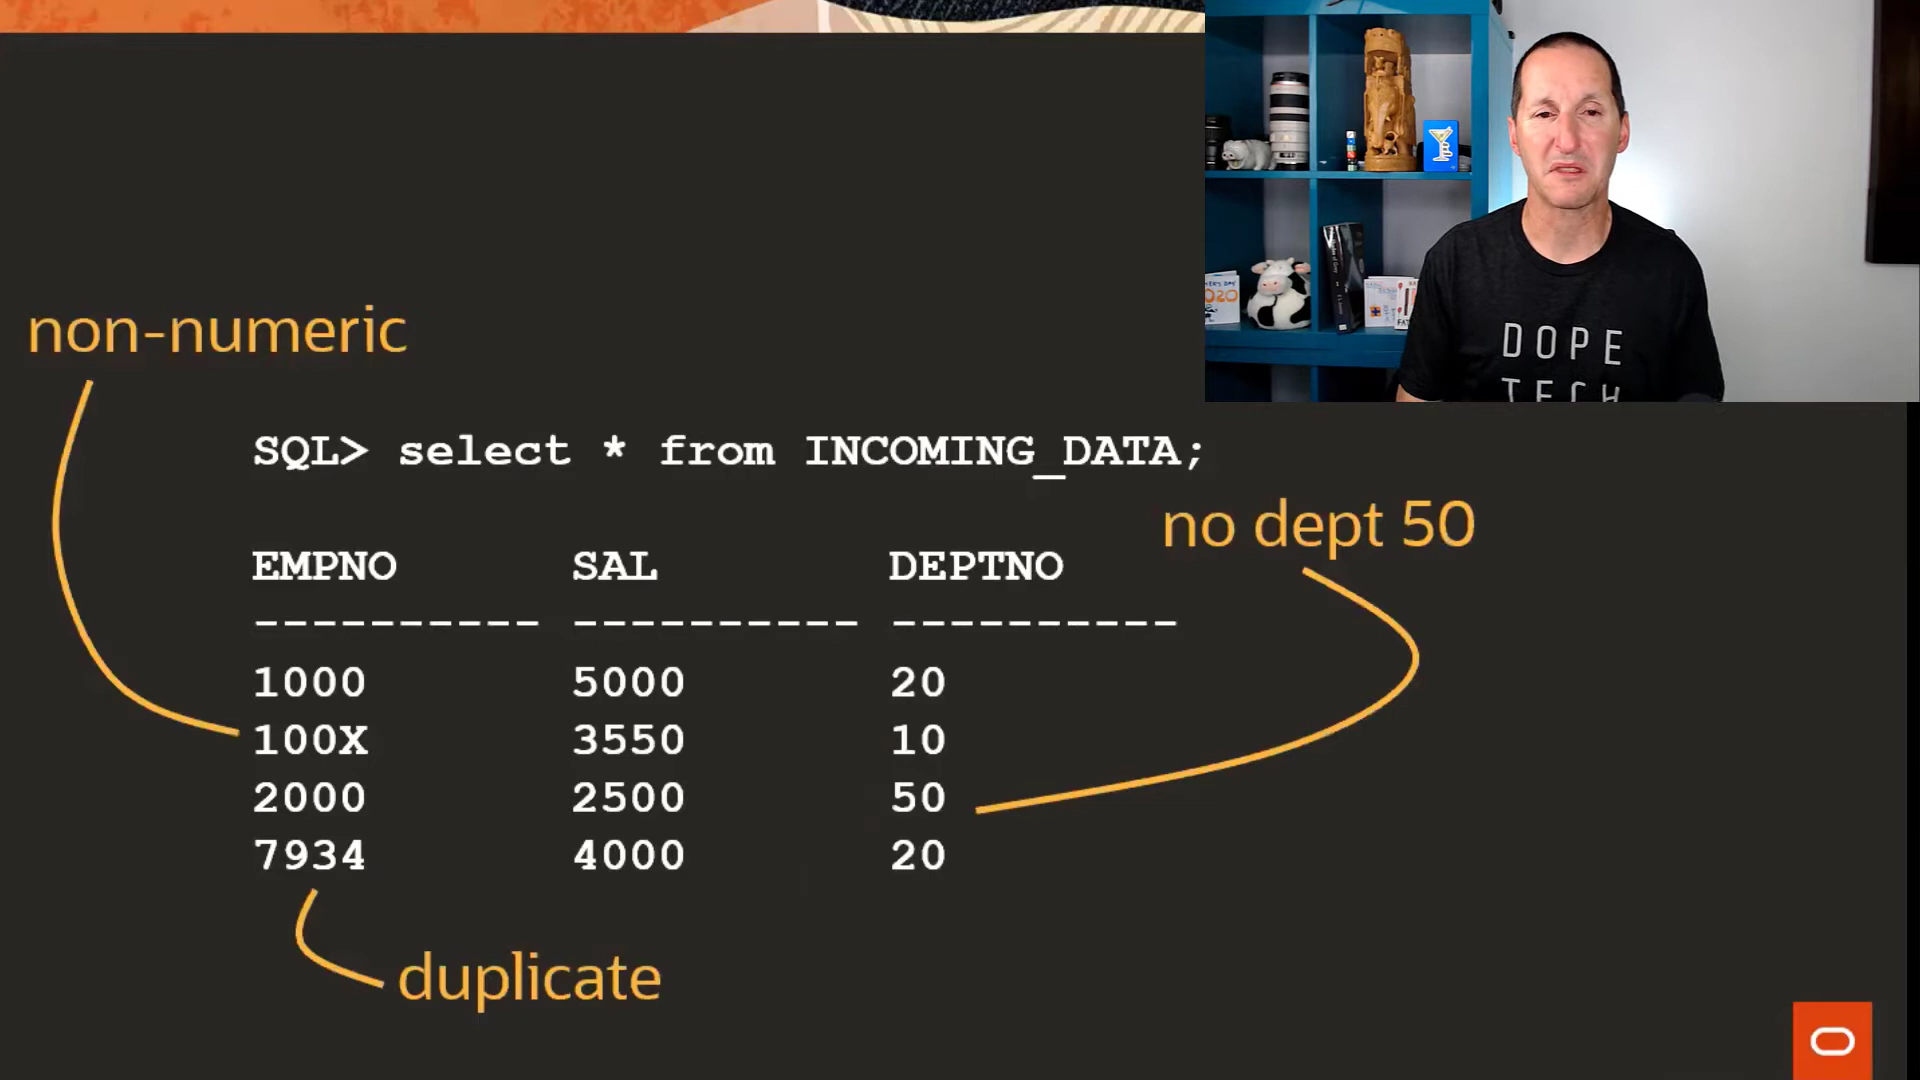 non-numeric
SQL> select * from INCOMING_DATA;
no dept 50
EMPNO SAL DEPTNO
---------- ---------- ----------
1000 5000 20
100X 3550 10
2000 2500 50
7934 4000 20
duplicate
DOPE
TECH